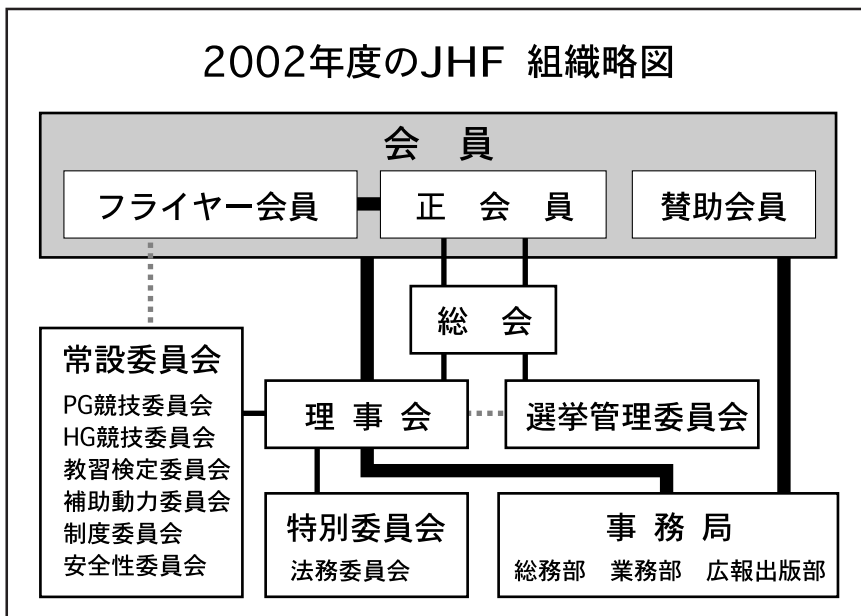 2002年度のJHF 組織略図
会 員
フライヤー会員
正 会 員
賛助会員
総 会
常設委員会
PG競技委員会
HG競技委員会
教習検定委員会
補助動力委員会
制度委員会
安全性委員会
理 事 会
選挙管理委員会
特別委員会
法務委員会
事 務 局
総務部 業務部 広報出版部